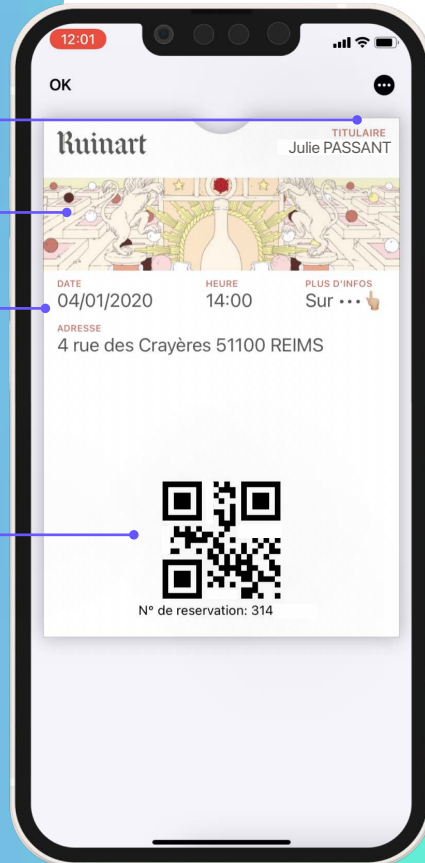 12:01
OK
Ruinart
TITULAIRE
Julie PASSANT
DATE
04/01/2020
HEURE
14:00
PLUS D'INFOS
Sur ••• 👆🏼
ADRESSE
4 rue des Crayères 51100 REIMS
N° de reservation: 314